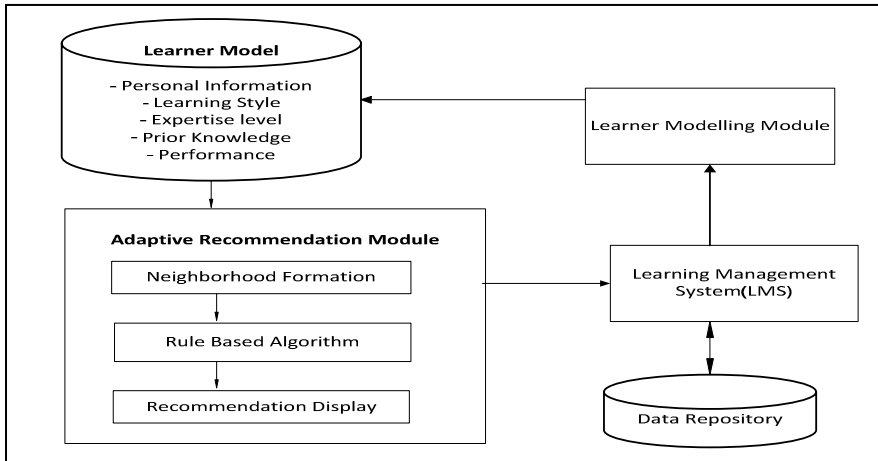 Learner Model
- Personal Information
- Learning Style
- Expertise level
- Prior Knowledge
- Performance
Learner Modelling Module
Adaptive Recommendation Module
Neighborhood Formation
Rule Based Algorithm
Recommendation Display
Learning Management
System(LMS)
Data Repository